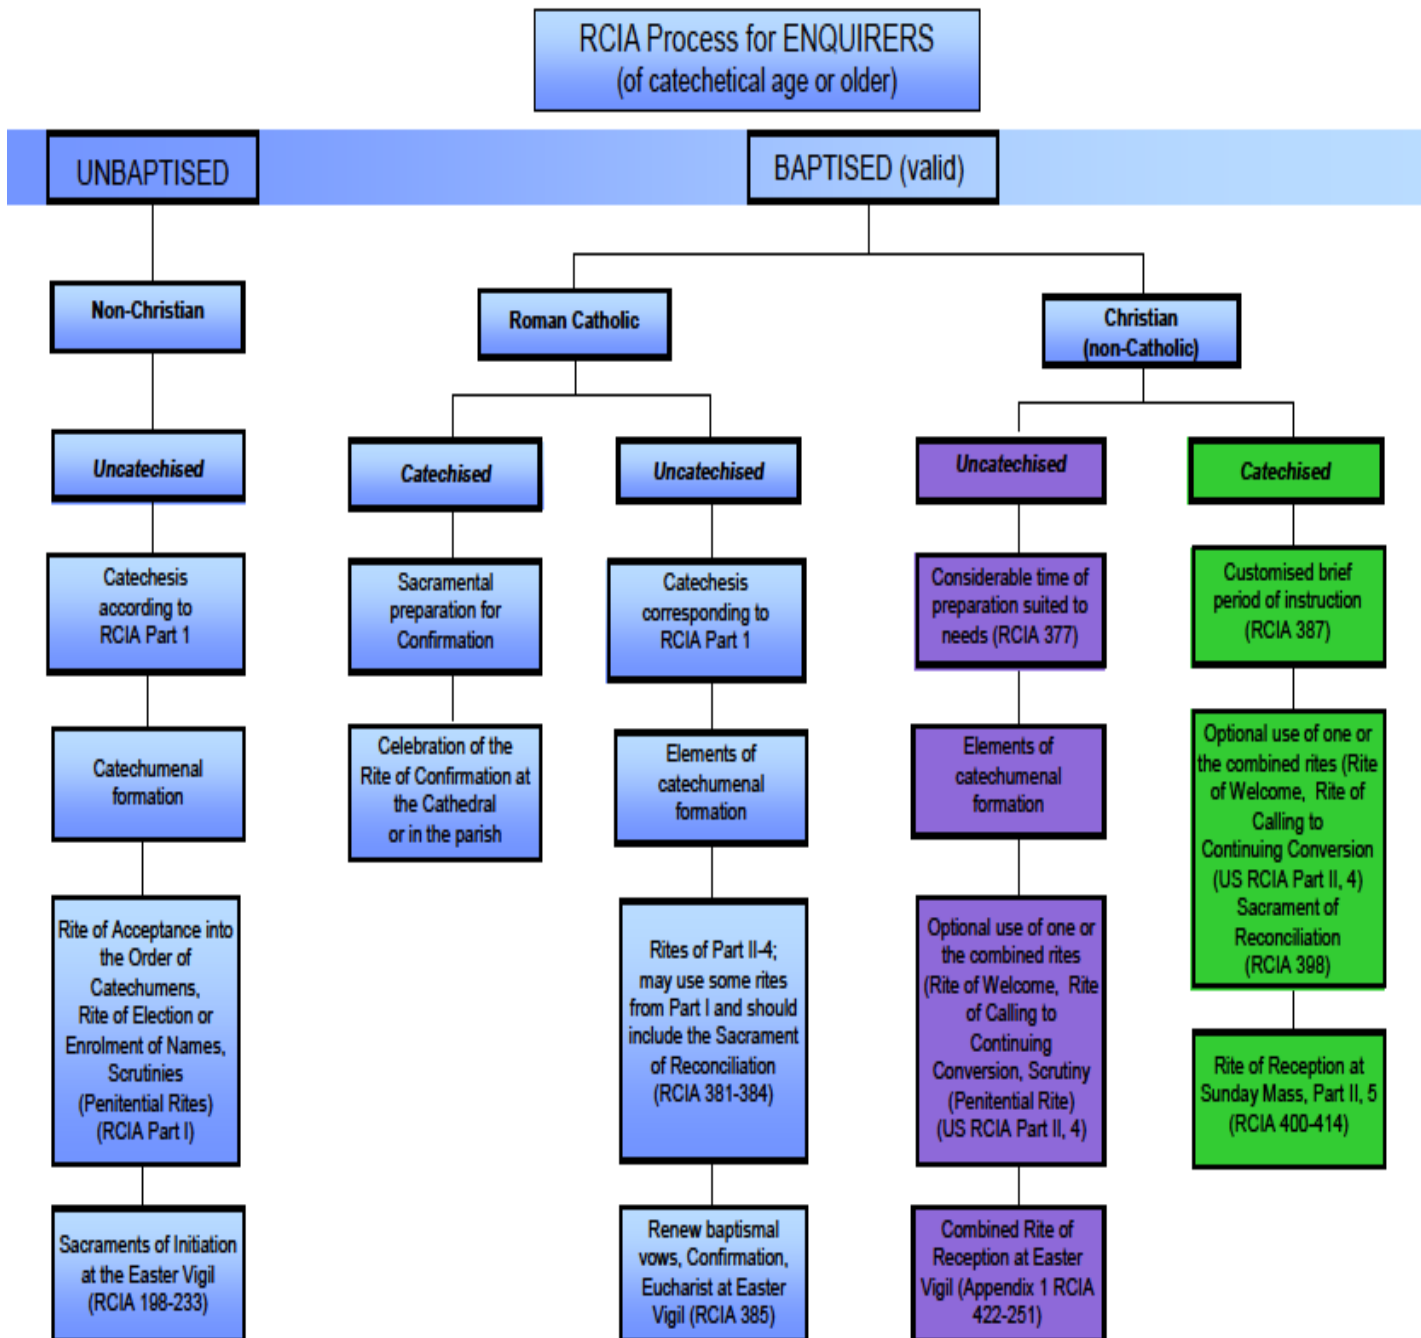 RCIA Process for ENQUIRERS
(of catechetical age or older)
UNBAPTISED
BAPTISED (valid)
Non-Christian
Roman Catholic
Christian
(non-Catholic)
Uncatechised
Catechised
Uncatechised
Uncatechised
Catechised
Catechesis
according to
RCIA Part 1
Sacramental
preparation for
Confirmation
Catechesis
corresponding to
RCIA Part 1
Considerable time of
preparation suited to
needs (RCIA 377)
Customised brief
period of instruction
(RCIA 387)
Catechumenal
formation
Celebration of the
Rite of Confirmation at
the Cathedral
or in the parish
Elements of
catechumenal
formation
Elements of
catechumenal
formation
Optional use of one or
the combined rites (Rite
of Welcome, Rite of
Calling to
Continuing Conversion
(US RCIA Part II, 4)
Sacrament of
Reconciliation
(RCIA 398)
Rite of Acceptance into
the Order of
Catechumens,
Rite of Election or
Enrolment of Names,
Scrutinies
(Penitential Rites)
(RCIA Part I)
Rites of Part II-4;
may use some rites
from Part I and should
include the Sacrament
of Reconciliation
(RCIA 381-384)
Optional use of one or
the combined rites
(Rite of Welcome, Rite
of Calling to
Continuing
Conversion, Scrutiny
(Penitential Rite)
(US RCIA Part II, 4)
Rite of Reception at
Sunday Mass, Part II, 5
(RCIA 400-414)
Sacraments of Initiation
at the Easter Vigil
(RCIA 198-233)
Renew baptismal
vows, Confirmation,
Eucharist at Easter
Vigil (RCIA 385)
Combined Rite of
Reception at Easter
Vigil (Appendix 1 RCIA
422-251)